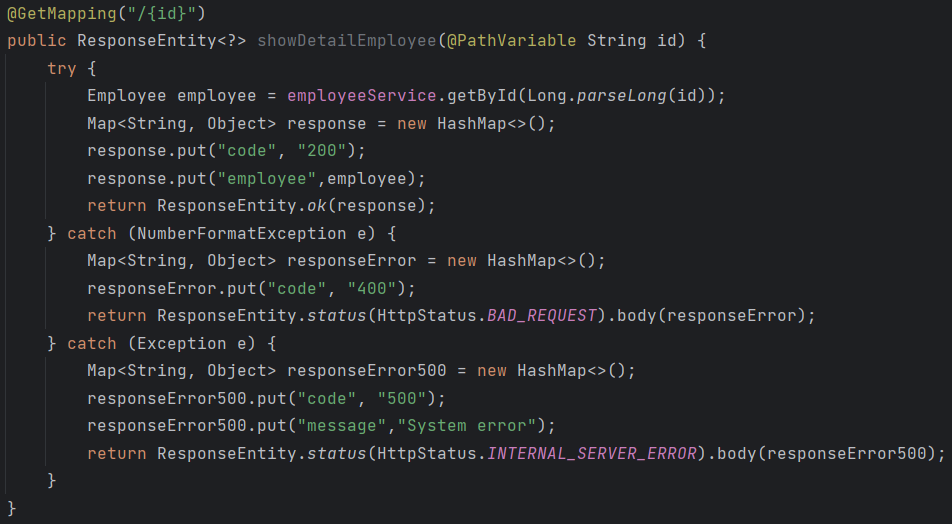 @GetMapping("/{id}")
public ResponseEntity<?> showDetailEmployee(@PathVariable String id) {
    try {
        Employee employee = employeeService.getById(Long.parseLong(id));
        Map<String, Object> response = new HashMap<>();
        response.put("code", "200");
        response.put("employee",employee);
        return ResponseEntity.ok(response);
    } catch (NumberFormatException e) {
        Map<String, Object> responseError = new HashMap<>();
        responseError.put("code", "400");
        return ResponseEntity.status(HttpStatus.BAD_REQUEST).body(responseError);
    } catch (Exception e) {
        Map<String, Object> responseError500 = new HashMap<>();
        responseError500.put("code", "500");
        responseError500.put("message","System error");
        return ResponseEntity.status(HttpStatus.INTERNAL_SERVER_ERROR).body(responseError500);
    }
}